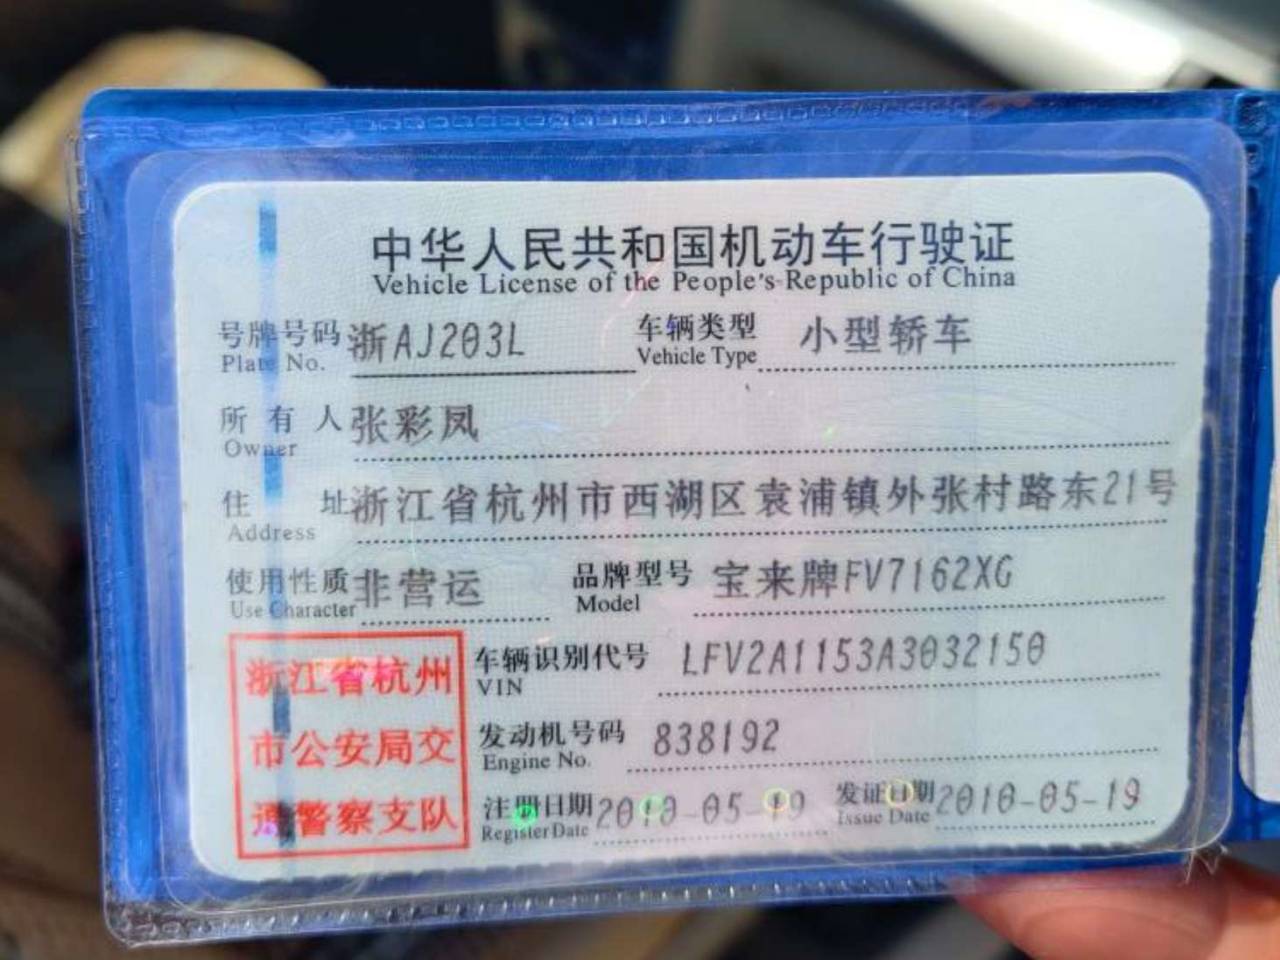 中华人民共和国机动车行驶证
Vehicle License of the People's Republic of China
号牌号码 浙AJ203L 车辆类型 小型轿车
Plate No. Vehicle Type
所有人 张彩凤
Owner
住址 浙江省杭州市西湖区袁浦镇外张村路东21号
Address
使用性质 非营运 品牌型号 宝来牌FV7162XG
Use Character Model
浙江省杭州
市公安局交
通警察支队
车辆识别代号 LFV2A1153A3032150
VIN
发动机号码 838192
Engine No.
注册日期 2010-05-19 发证日期 2010-05-19
Register Date Issue Date